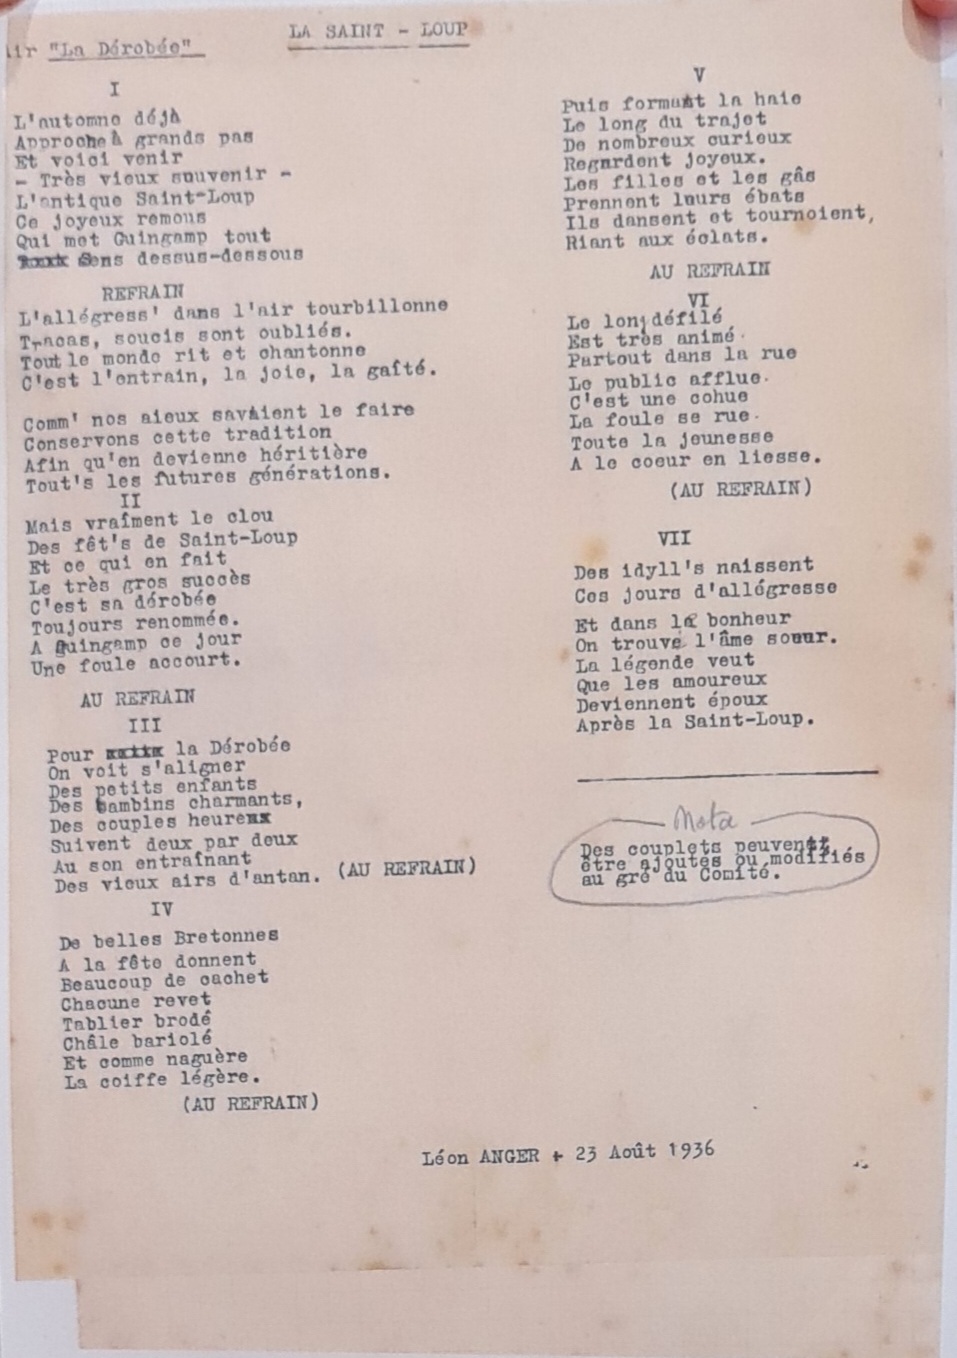 LA SAINT - LOUP
Air "La Dérobée"
I
L'automne déjà
Approche à grands pas
Et voici venir
- Très vieux souvenir -
L'antique Saint-Loup
Ce joyeux remous
Qui met Guingamp tout
Sens dessus-dessous
REFRAIN
L'allégress' dans l'air tourbillonne
Tracas, soucis sont oubliés.
Tout le monde rit et chantonne
C'est l'entrain, la joie, la gaîté.
Comm' nos aieux savaient le faire
Conservons cette tradition
Afin qu'en devienne héritière
Tout's les futures générations.
II
Mais vraîment le clou
Des fêt's de Saint-Loup
Et ce qui en fait
Le très gros succès
C'est sa dérobée
Toujours renommée.
A Guingamp ce jour
Une foule accourt.
AU REFRAIN
III
Pour la Dérobée
On voit s'aligner
Des petits enfants
Des bambins charmants,
Des couples heureux
Suivent deux par deux
Au son entraînant
Des vieux airs d'antan. (AU REFRAIN)
IV
De belles Bretonnes
A la fête donnent
Beaucoup de cachet
Chacune revet
Tablier brodé
Châle bariolé
Et comme naguère
La coiffe légère.
(AU REFRAIN)
V
Puis formant la haie
Le long du trajet
De nombreux curieux
Regardent joyeux.
Les filles et les gâs
Prennent leurs ébats
Ils dansent et tournoient,
Riant aux éclats.
AU REFRAIN
VI
Le long défilé
Est très animé.
Partout dans la rue
Le public afflue.
C'est une cohue
La foule se rue.
Toute la jeunesse
A le coeur en liesse.
(AU REFRAIN)
VII
Des idyll's naissent
Ces jours d'allégresse
Et dans le bonheur
On trouve l'âme soeur.
La légende veut
Que les amoureux
Deviennent époux
Après la Saint-Loup.
Nota
Des couplets peuvent
être ajoutés ou modifiés
au gré du Comité.
Léon ANGER + 23 Août 1936